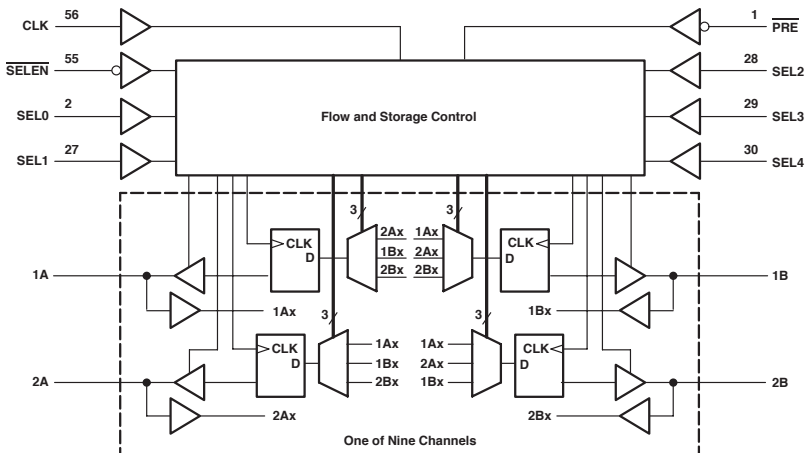 CLK 56 1 PRE
SELEN 55 28 SEL2
SEL0 2 Flow and Storage Control 29 SEL3
SEL1 27 30 SEL4
3 3
CLK 2Ax 1Ax CLK
D 1Bx 2Ax D
2Bx 2Bx
1A 1B
1Ax 3 3 1Bx
CLK 1Ax 1Ax CLK
D 1Bx 2Ax D
2Bx 1Bx
2A 2B
2Ax 2Bx
One of Nine Channels